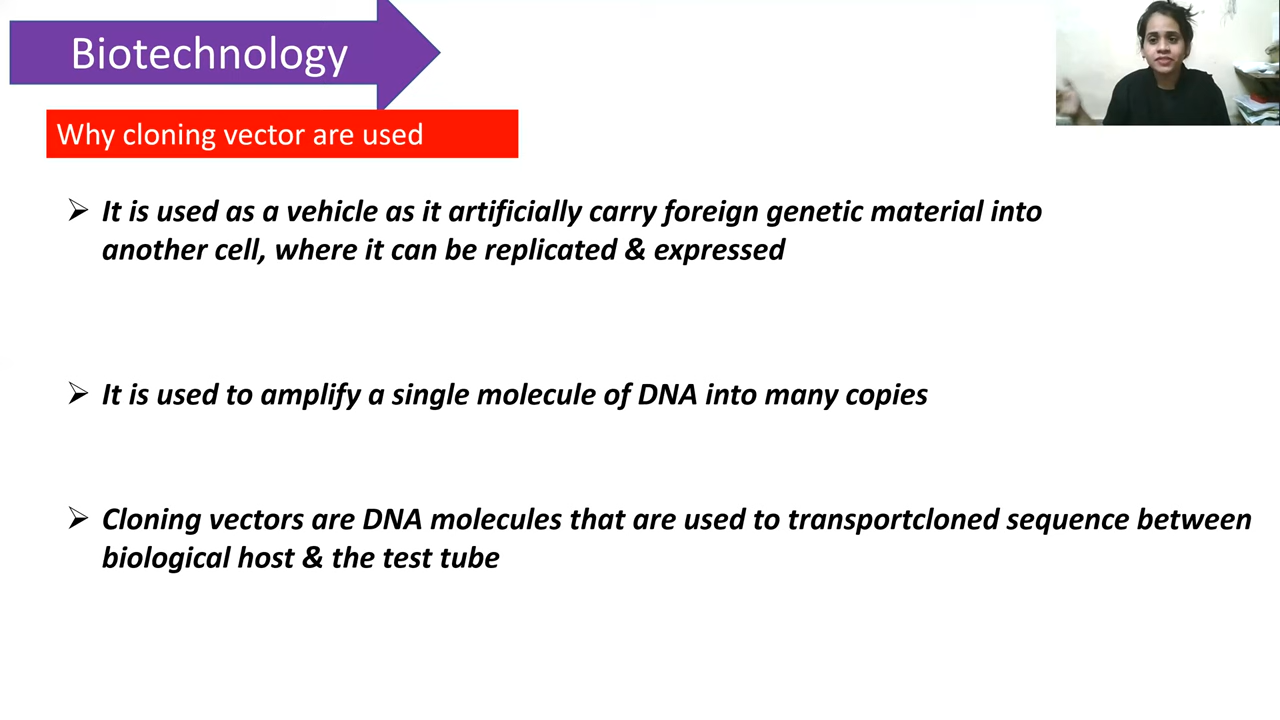 Biotechnology
Why cloning vector are used
It is used as a vehicle as it artificially carry foreign genetic material into
another cell, where it can be replicated & expressed
It is used to amplify a single molecule of DNA into many copies
Cloning vectors are DNA molecules that are used to transportcloned sequence between
biological host & the test tube